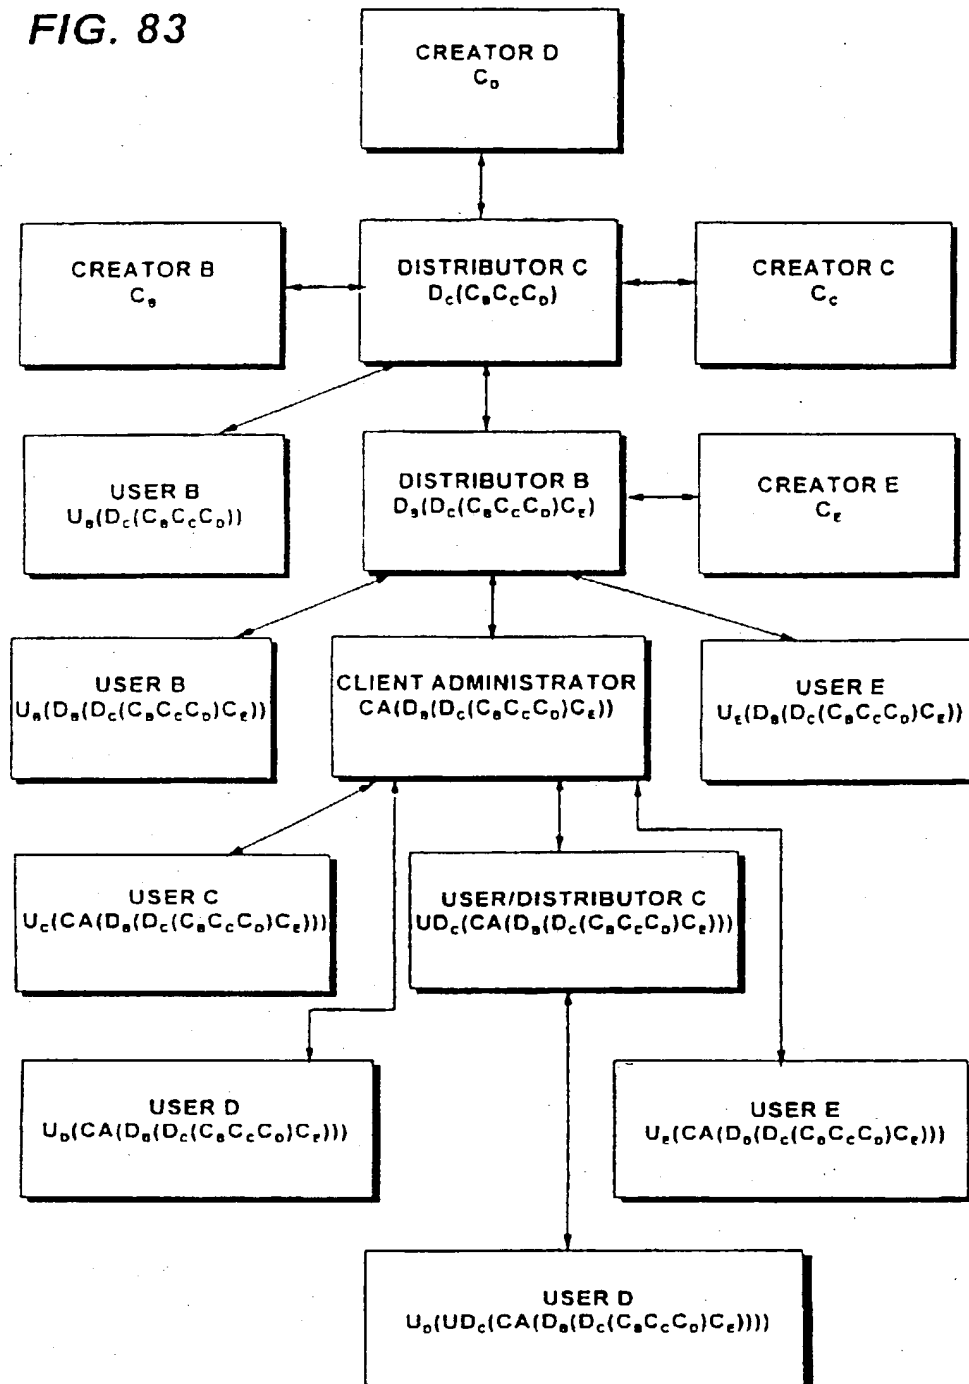 FIG. 83
CREATOR D
C_D
CREATOR B
C_B
DISTRIBUTOR C
D_C(C_BC_CC_D)
CREATOR C
C_C
USER B
U_B(D_C(C_BC_CC_D))
DISTRIBUTOR B
D_B(D_C(C_BC_CC_D)C_E)
CREATOR E
C_E
USER B
U_B(D_B(D_C(C_BC_CC_D)C_E))
CLIENT ADMINISTRATOR
CA(D_B(D_C(C_BC_CC_D)C_E))
USER E
U_E(D_B(D_C(C_BC_CC_D)C_E))
USER C
U_C(CA(D_B(D_C(C_BC_CC_D)C_E)))
USER/DISTRIBUTOR C
UD_C(CA(D_B(D_C(C_BC_CC_D)C_E)))
USER D
U_D(CA(D_B(D_C(C_BC_CC_D)C_E)))
USER E
U_E(CA(D_B(D_C(C_BC_CC_D)C_E)))
USER D
U_D(UD_C(CA(D_B(D_C(C_BC_CC_D)C_E))))